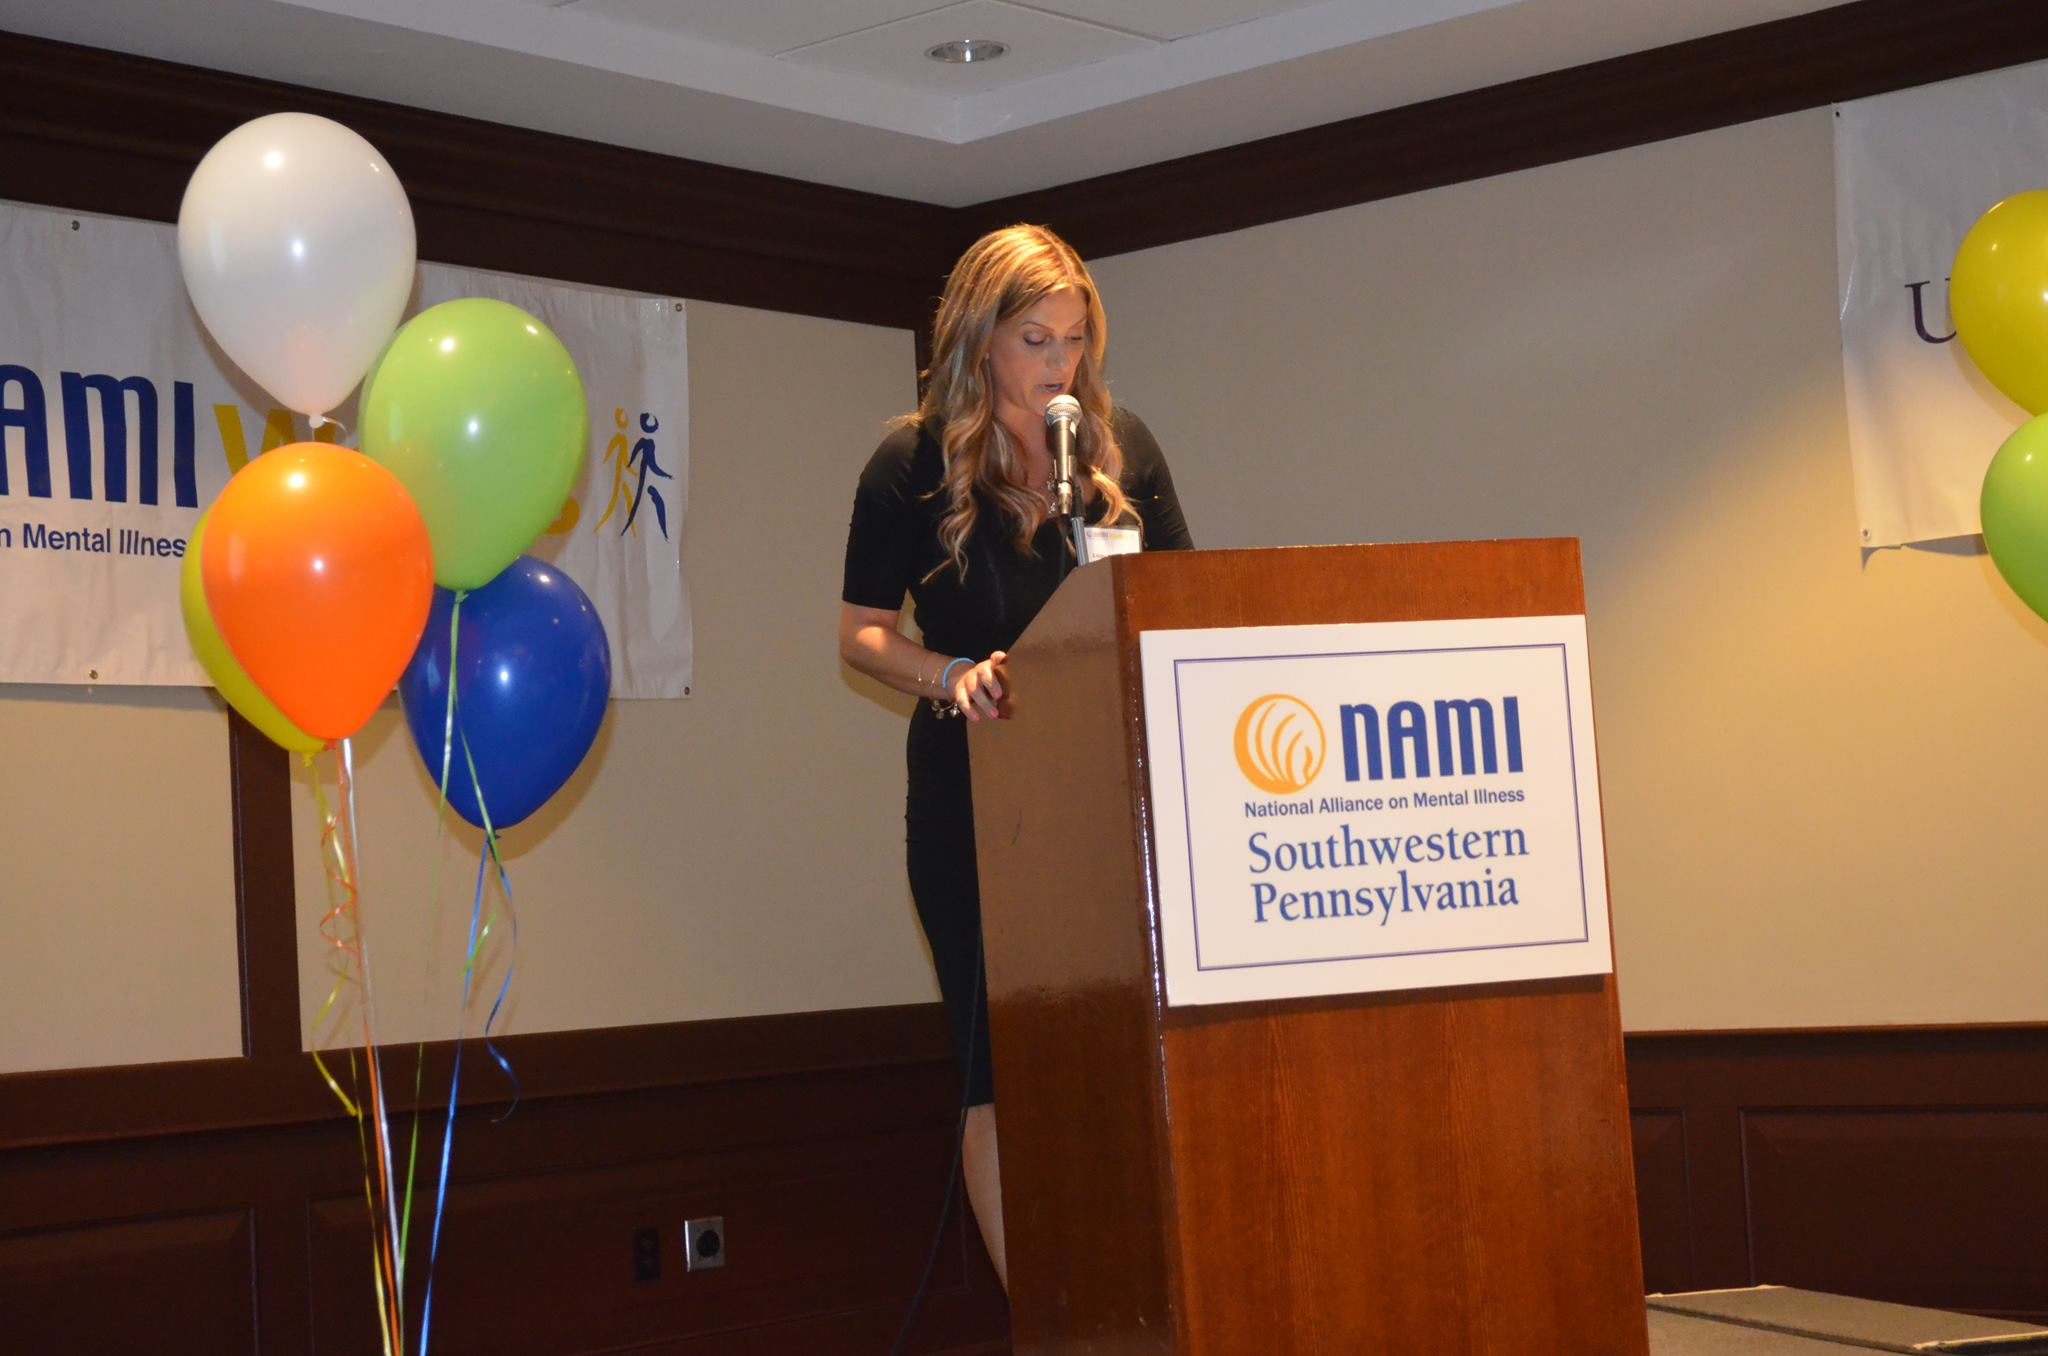 AMI
n Mental Illnes
U
NAMI
National Alliance on Mental Illness
Southwestern
Pennsylvania